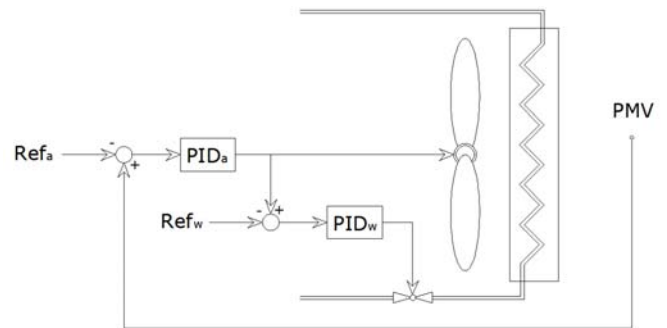 PMV
Refa
-
+
PIDa
Refw
-
+
PIDw